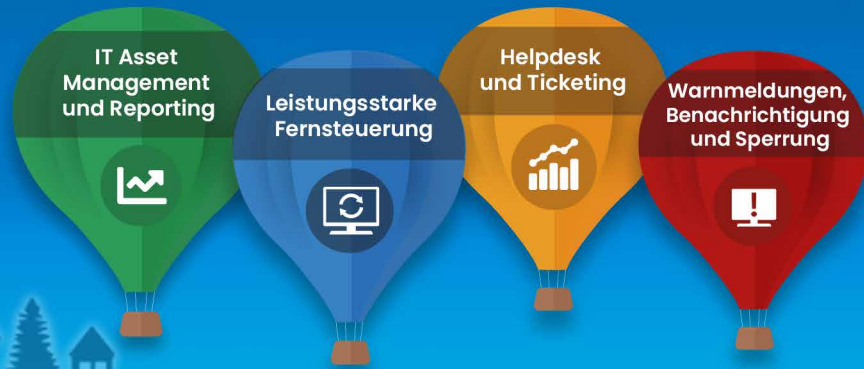 IT Asset
Management
und Reporting
Leistungsstarke
Fernsteuerung
Helpdesk
und Ticketing
Warnmeldungen,
Benachrichtigung
und Sperrung